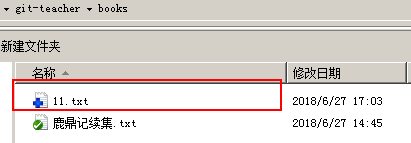 git-teacher ▸ books
新建文件夹
名称 修改日期
11.txt 2018/6/27 17:03
鹿鼎记续集.txt 2018/6/27 14:45